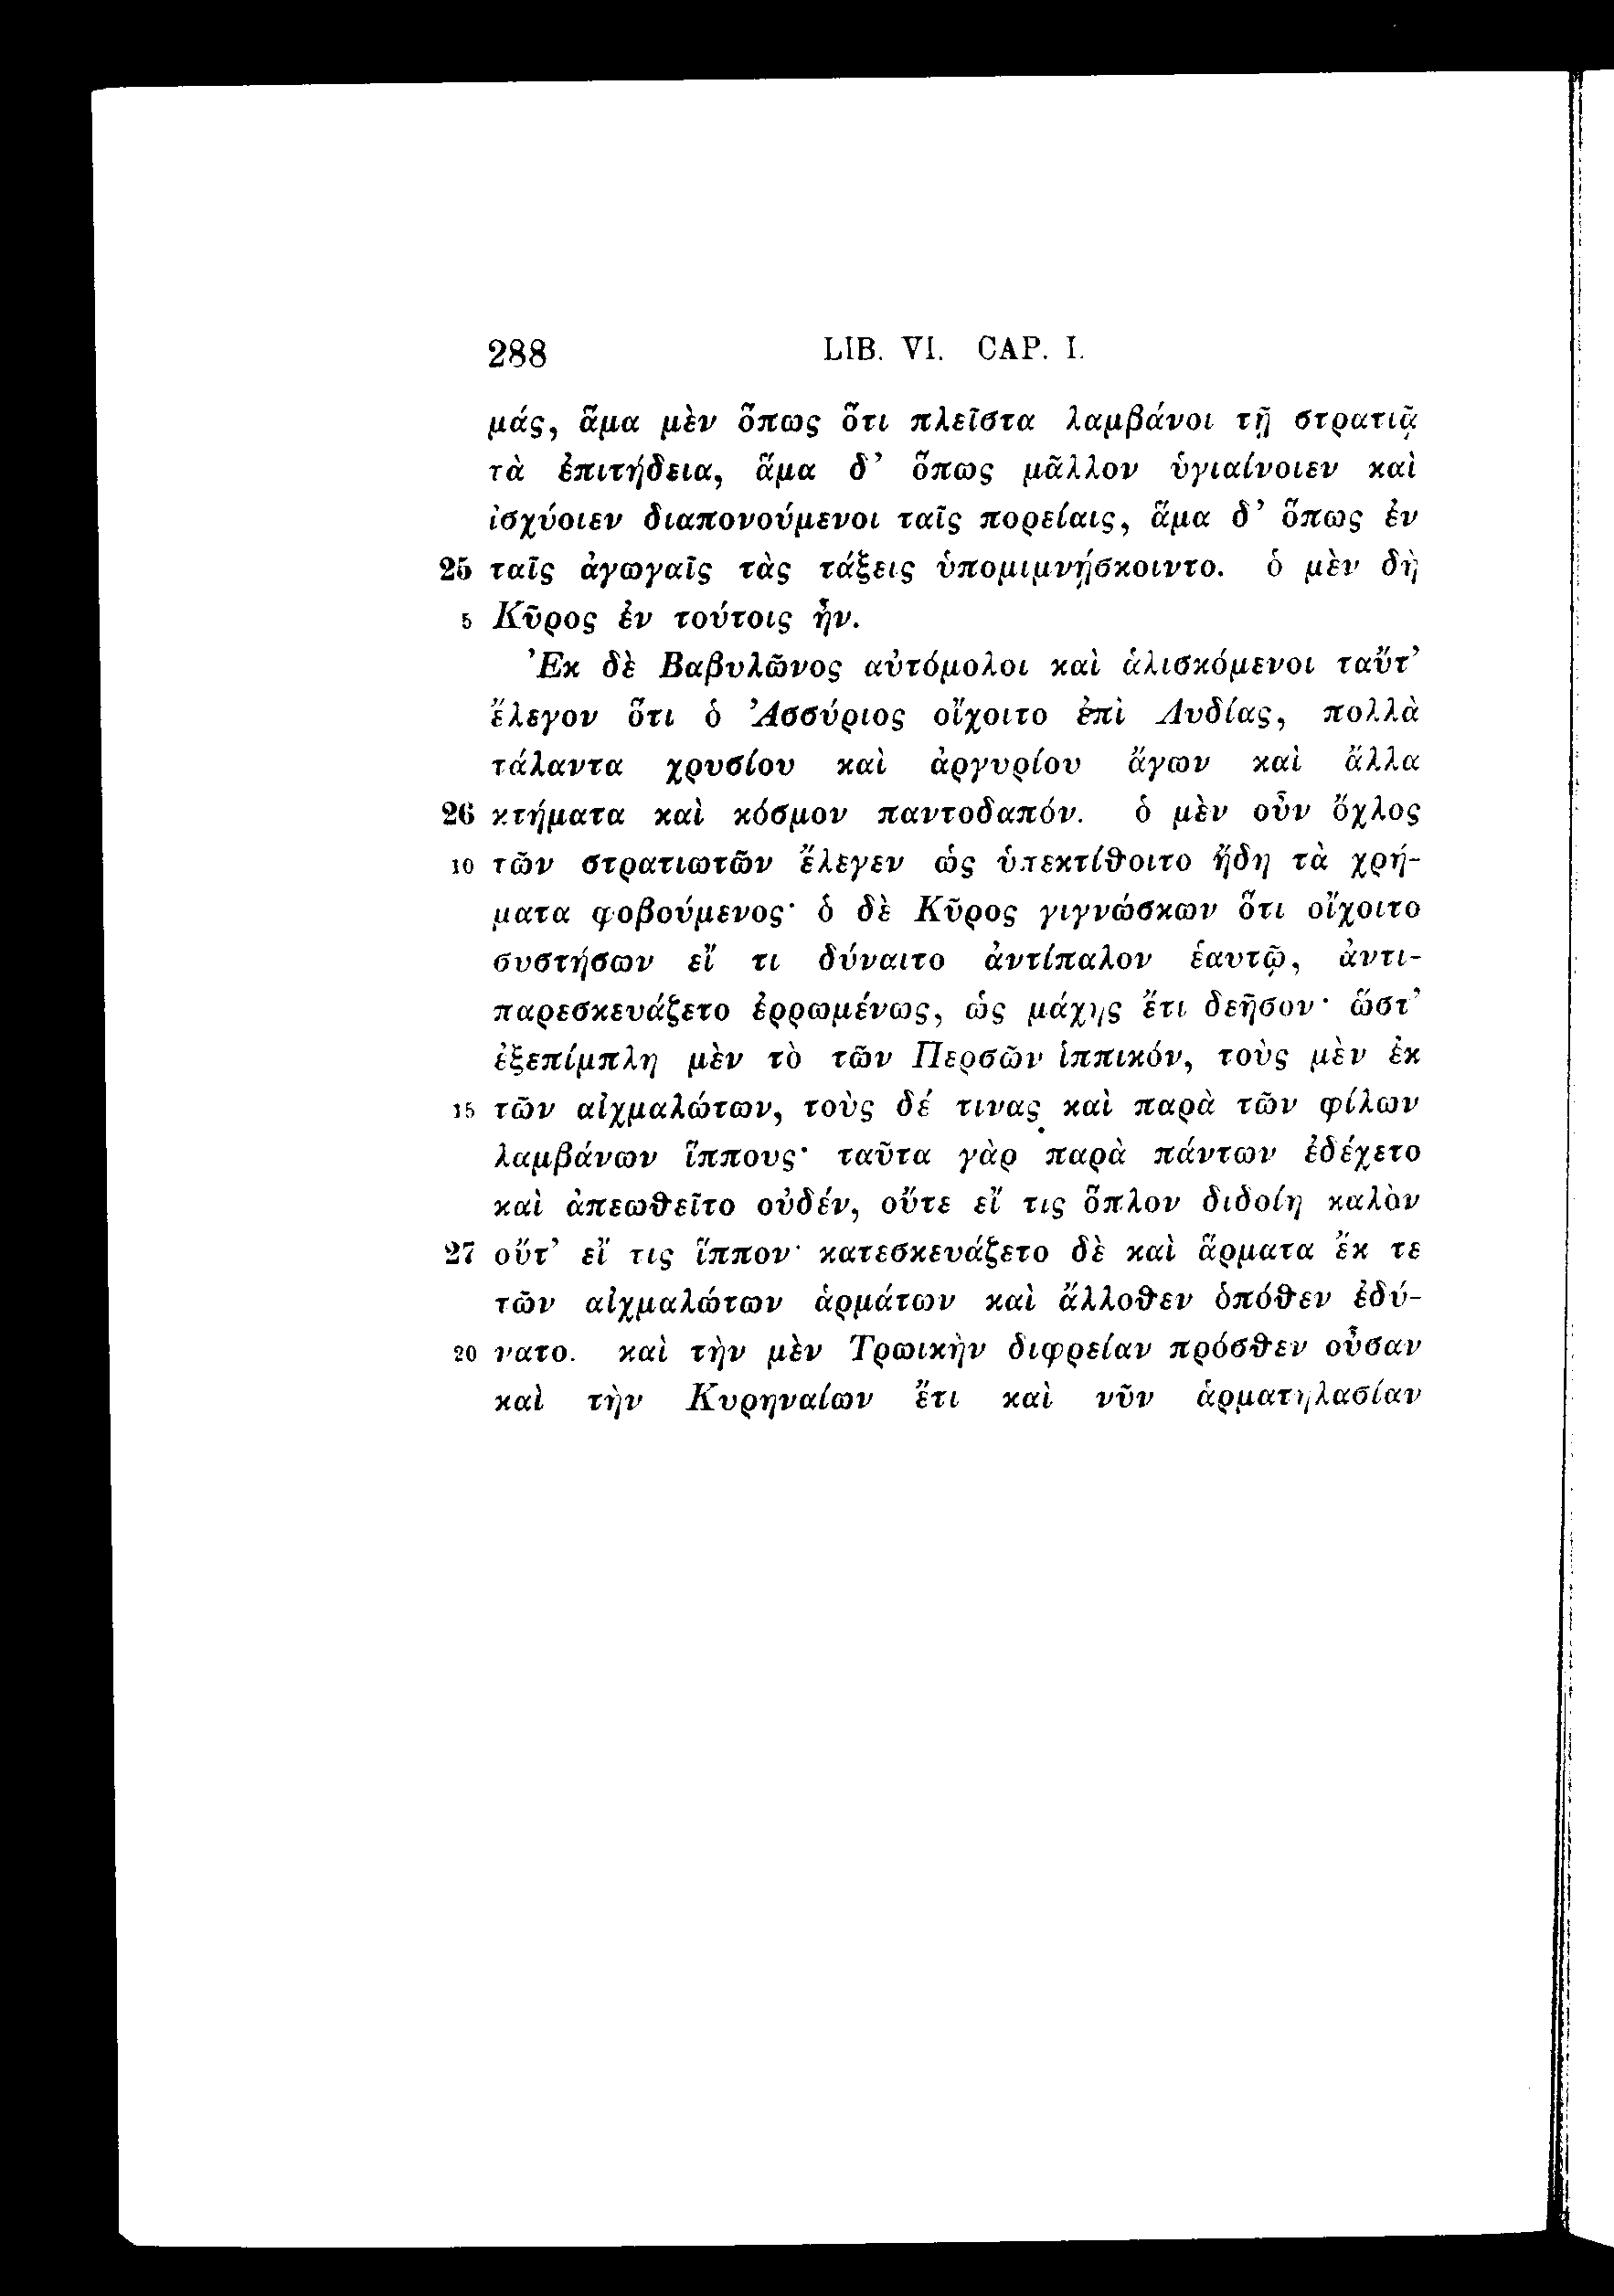 288 LIB. VI. CAP. I.
μάς, ἅμα μὲν ὅπως ὅτι πλεῖστα λαμβάνοι τῇ στρατιᾷ
τὰ ἐπιτήδεια, ἅμα δ’ ὅπως μᾶλλον ὑγιαίνοιεν καὶ
ἰσχύοιεν διαπονούμενοι ταῖς πορείαις, ἅμα δ’ ὅπως ἐν
25 ταῖς ἀγωγαῖς τὰς τάξεις ὑπομιμνήσκοιντο. ὁ μὲν δὴ
5 Κῦρος ἐν τούτοις ἦν.
Ἐκ δὲ Βαβυλῶνος αὐτόμολοι καὶ ἁλισκόμενοι ταὔτ’
ἔλεγον ὅτι ὁ Ἀσσύριος οἴχοιτο ἐπὶ Λυδίας, πολλὰ
τάλαντα χρυσίου καὶ ἀργυρίου ἄγων καὶ ἄλλα
26 κτήματα καὶ κόσμον παντοδαπόν. ὁ μὲν οὖν ὄχλος
10 τῶν στρατιωτῶν ἔλεγεν ὡς ὑπεκτίθοιτο ἤδη τὰ χρή-
ματα φοβούμενος· ὁ δὲ Κῦρος γιγνώσκων ὅτι οἴχοιτο
συστήσων εἴ τι δύναιτο ἀντίπαλον ἑαυτῷ, ἀντι-
παρεσκευάζετο ἐρρωμένως, ὡς μάχης ἔτι δεῆσον· ὥστ’
ἐξεπίμπλη μὲν τὸ τῶν Περσῶν ἱππικόν, τοὺς μὲν ἐκ
15 τῶν αἰχμαλώτων, τοὺς δέ τινας καὶ παρὰ τῶν φίλων
λαμβάνων ἵππους· ταῦτα γὰρ παρὰ πάντων ἐδέχετο
καὶ ἀπεωθεῖτο οὐδέν, οὔτε εἴ τις ὅπλον διδοίη καλὸν
27 οὔτ’ εἴ τις ἵππον· κατεσκευάζετο δὲ καὶ ἅρματα ἔκ τε
τῶν αἰχμαλώτων ἁρμάτων καὶ ἄλλοθεν ὁπόθεν ἐδύ-
20 νατο. καὶ τὴν μὲν Τρωικὴν διφρείαν πρόσθεν οὖσαν
καὶ τὴν Κυρηναίων ἔτι καὶ νῦν ἁρματηλασίαν